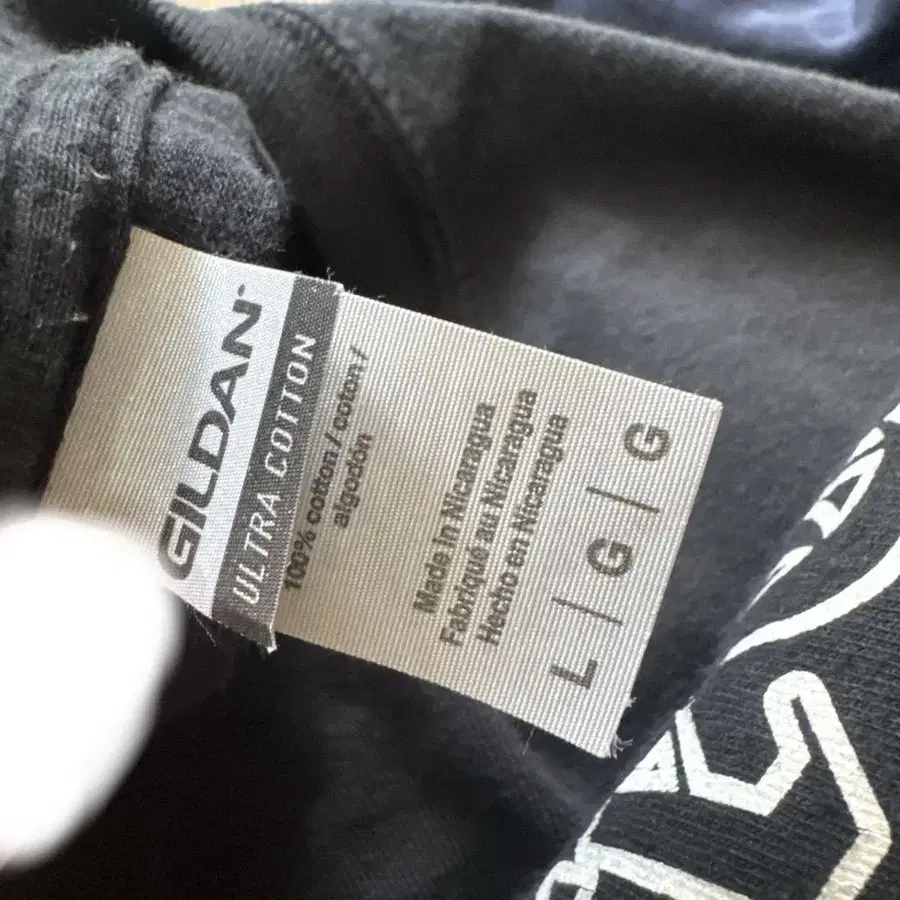 GILDAN
ULTRA COTTON
100% cotton / coton /
algodón
Made in Nicaragua
Fabriqué au Nicaragua
Hecho en Nicaragua
L | G | G